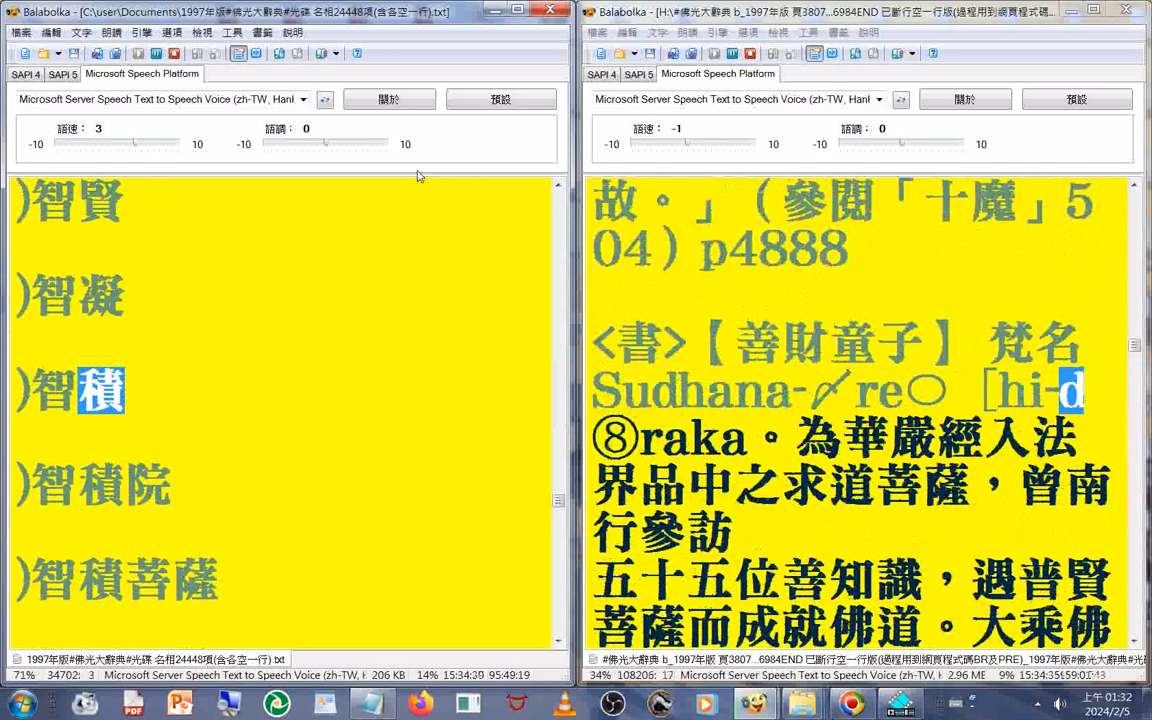 Balabolka - [C:\user\Documents\1997年版#佛光大辭典#光碟 名相24448項(含各空一行).txt]
檔案 編輯 文字 朗讀 引擎 選項 檢視 工具 書籤 說明
SAPI 4 SAPI 5 Microsoft Speech Platform
Microsoft Server Speech Text to Speech Voice (zh-TW, Hanl
關於 預設
語速： 3 語調： 0
-10 10 -10 10
)智賢
)智凝
)智積
)智積院
)智積菩薩
1997年版#佛光大辭典#光碟 名相24448項(含各空一行).txt
71% 34702: 3 Microsoft Server Speech Text to Speech Voice (zh-TW, H 206 KB 14% 15:34:39 95:49:19
Balabolka - [H:\#佛光大辭典 b_1997年版 頁3807...6984END 已斷行空一行版(過程用到網頁程式碼...
檔案 編輯 文字 朗讀 引擎 選項 檢視 工具 書籤 說明
SAPI 4 SAPI 5 Microsoft Speech Platform
Microsoft Server Speech Text to Speech Voice (zh-TW, Hanl
關於 預設
語速： -1 語調： 0
-10 10 -10 10
故。」（參閱「十魔」5
04）p4888
<書>【善財童子】 梵名
Sudhana-〆re○ [hi-d
⑧raka。為華嚴經入法
界品中之求道菩薩，曾南
行參訪
五十五位善知識，遇普賢
菩薩而成就佛道。大乘佛
#佛光大辭典 b_1997年版 頁3807...6984END 已斷行空一行版(過程用到網頁程式碼BR及PRE)_1997年版#佛光
34% 108206: 17 Microsoft Server Speech Text to Speech Voice (zh-TW, H 2.96 MB 9%
上午 01:32
2024/2/5